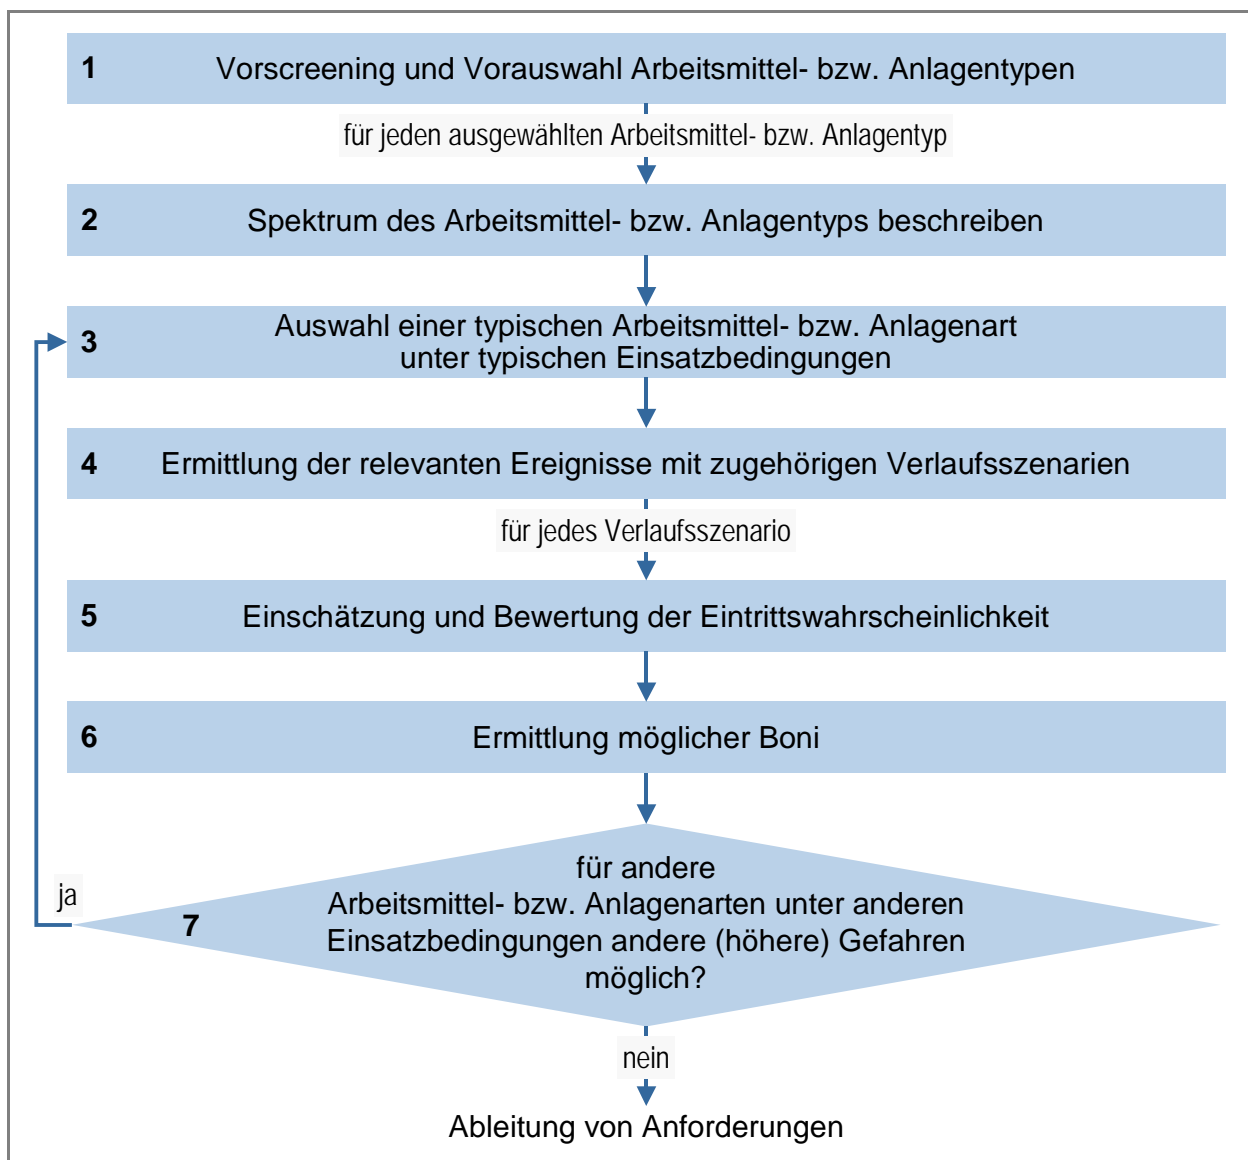 1 Vorscreening und Vorauswahl Arbeitsmittel- bzw. Anlagentypen
für jeden ausgewählten Arbeitsmittel- bzw. Anlagentyp
2 Spektrum des Arbeitsmittel- bzw. Anlagentyps beschreiben
3 Auswahl einer typischen Arbeitsmittel- bzw. Anlagenart
unter typischen Einsatzbedingungen
4 Ermittlung der relevanten Ereignisse mit zugehörigen Verlaufsszenarien
für jedes Verlaufsszenario
5 Einschätzung und Bewertung der Eintrittswahrscheinlichkeit
6 Ermittlung möglicher Boni
ja
7
für andere
Arbeitsmittel- bzw. Anlagenarten unter anderen
Einsatzbedingungen andere (höhere) Gefahren
möglich?
nein
Ableitung von Anforderungen